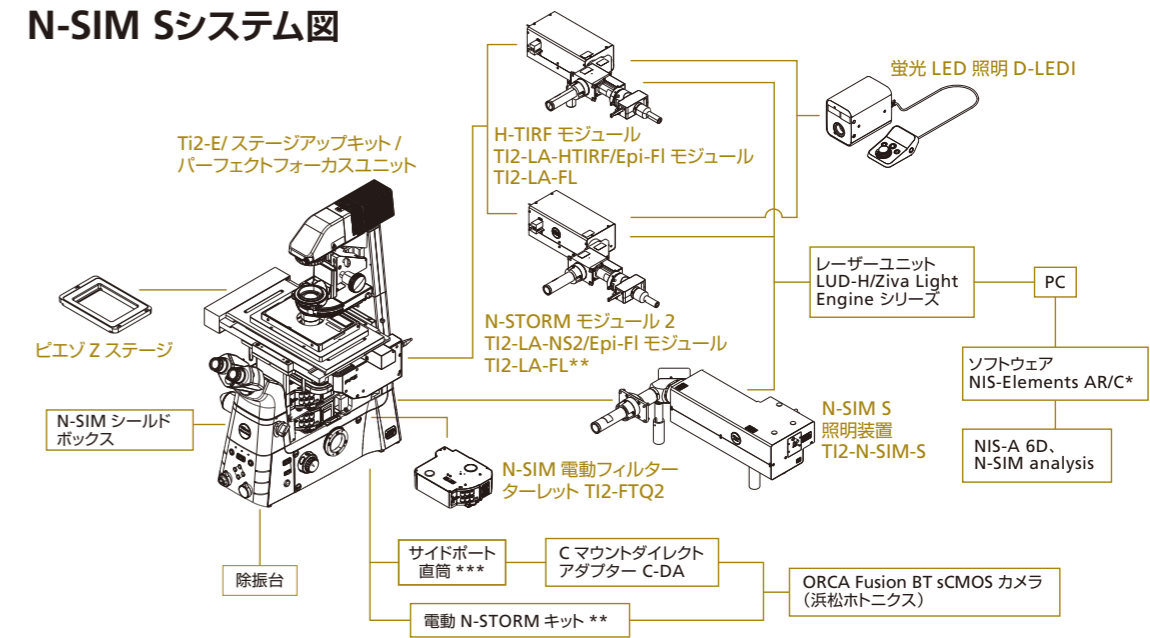 N-SIM Sシステム図
蛍光 LED 照明 D-LEDI
H-TIRF モジュール
TI2-LA-HTIRF/Epi-Fl モジュール
TI2-LA-FL
Ti2-E/ ステージアップキット /
パーフェクトフォーカスユニット
レーザーユニット
LUD-H/Ziva Light
Engine シリーズ
PC
N-STORM モジュール 2
TI2-LA-NS2/Epi-Fl モジュール
TI2-LA-FL**
ピエゾ Z ステージ
ソフトウェア
NIS-Elements AR/C*
N-SIM S
照明装置
TI2-N-SIM-S
N-SIM シールド
ボックス
NIS-A 6D、
N-SIM analysis
N-SIM 電動フィルター
ターレット TI2-FTQ2
サイドポート
直筒 ***
C マウントダイレクト
アダプター C-DA
除振台
ORCA Fusion BT sCMOS カメラ
（浜松ホトニクス）
電動 N-STORM キット **